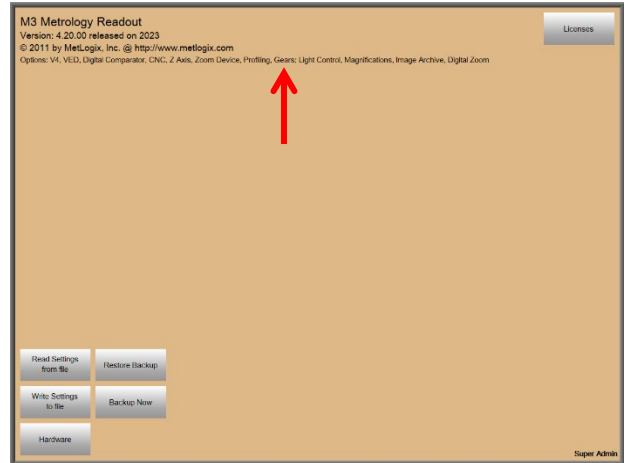 M3 Metrology Readout
Licenses
Version: 4.20.00 released on 2023
© 2011 by MetLogix, Inc. @ http://www.metlogix.com
Options: V4, VED, Digital Comparator, CNC, Z Axis, Zoom Device, Profiling, Gears, Light Control, Magnifications, Image Archive, Digital Zoom
Read Settings
from file
Restore Backup
Write Settings
to file
Backup Now
Hardware
Super Admin